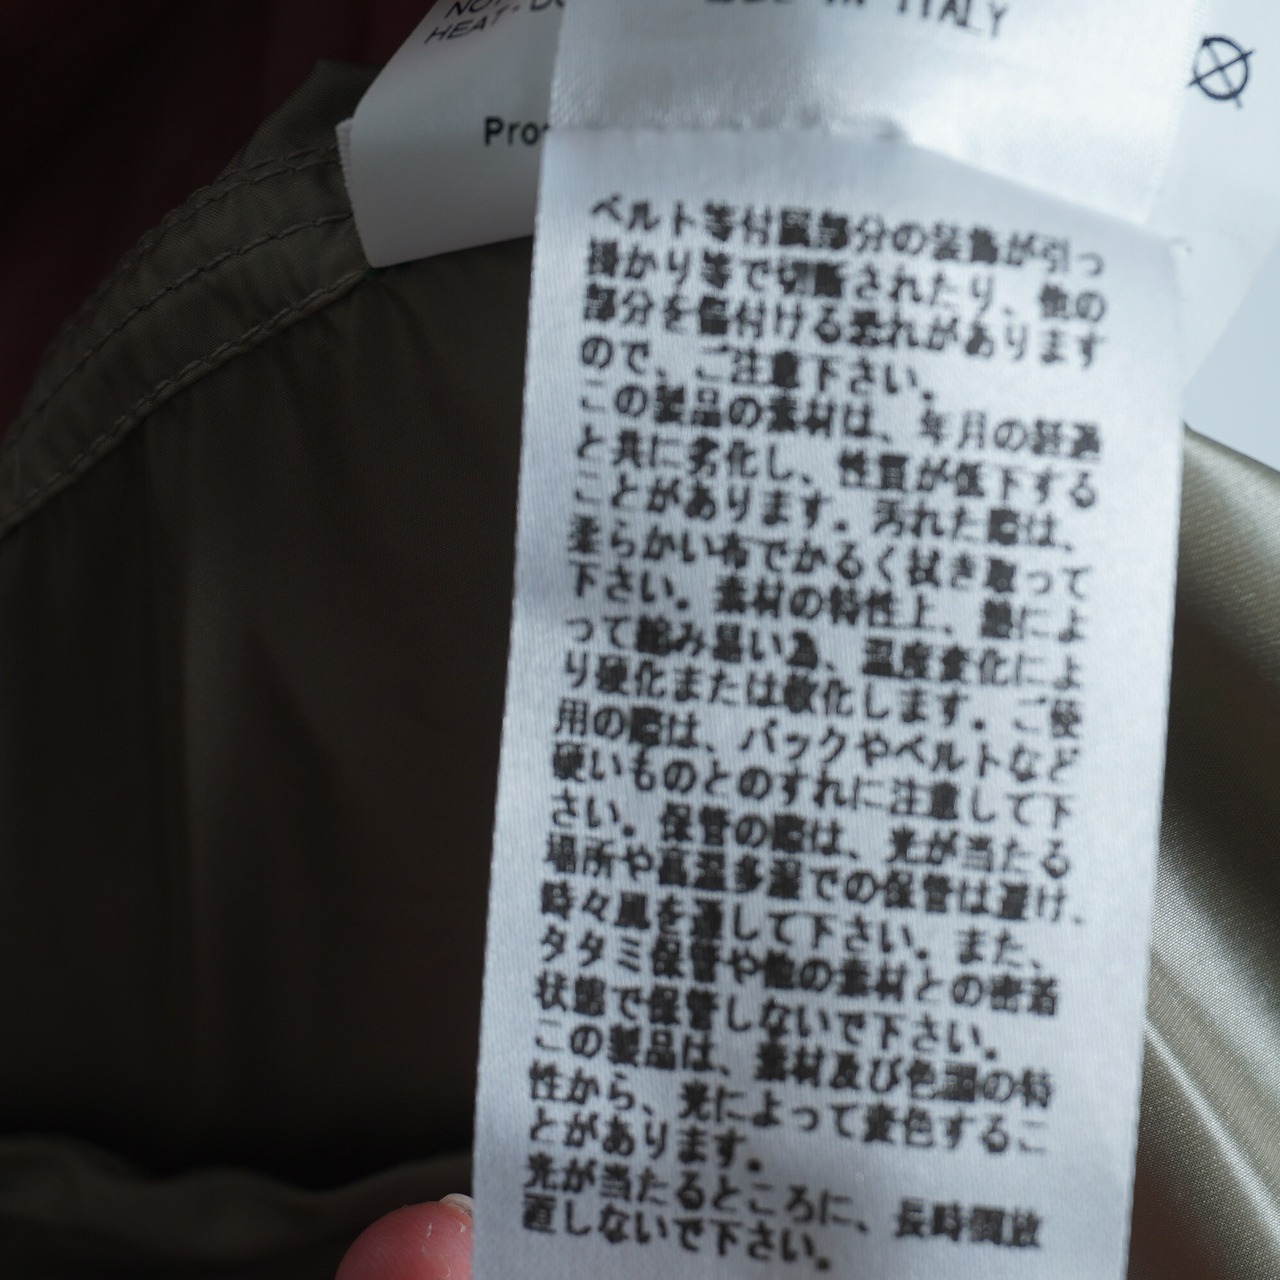 HEAT-D
IN ITALY
Pro
ベルト等付属部分の装飾が引っ
掛かり等で切断されたり、他の
部分を傷付ける恐れがあります
ので、ご注意下さい。
この製品の素材は、年月の経過
と共に劣化し、性質が低下する
ことがあります。汚れた際は、
柔らかい布でかるく拭き取って
下さい。素材の特性上、熱によ
って縮み易い為、温度変化によ
り硬化または軟化します。ご使
用の際は、バックやベルトなど
硬いものとのすれに注意して下
さい。保管の際は、光が当たる
場所や高温多湿での保管は避け、
時々風を通して下さい。また、
タタミ保管や他の素材との密着
状態で保管しないで下さい。
この製品は、素材及び色調の特
性から、光によって変色するこ
とがあります。
光が当たるところに、長時間放
置しないで下さい。